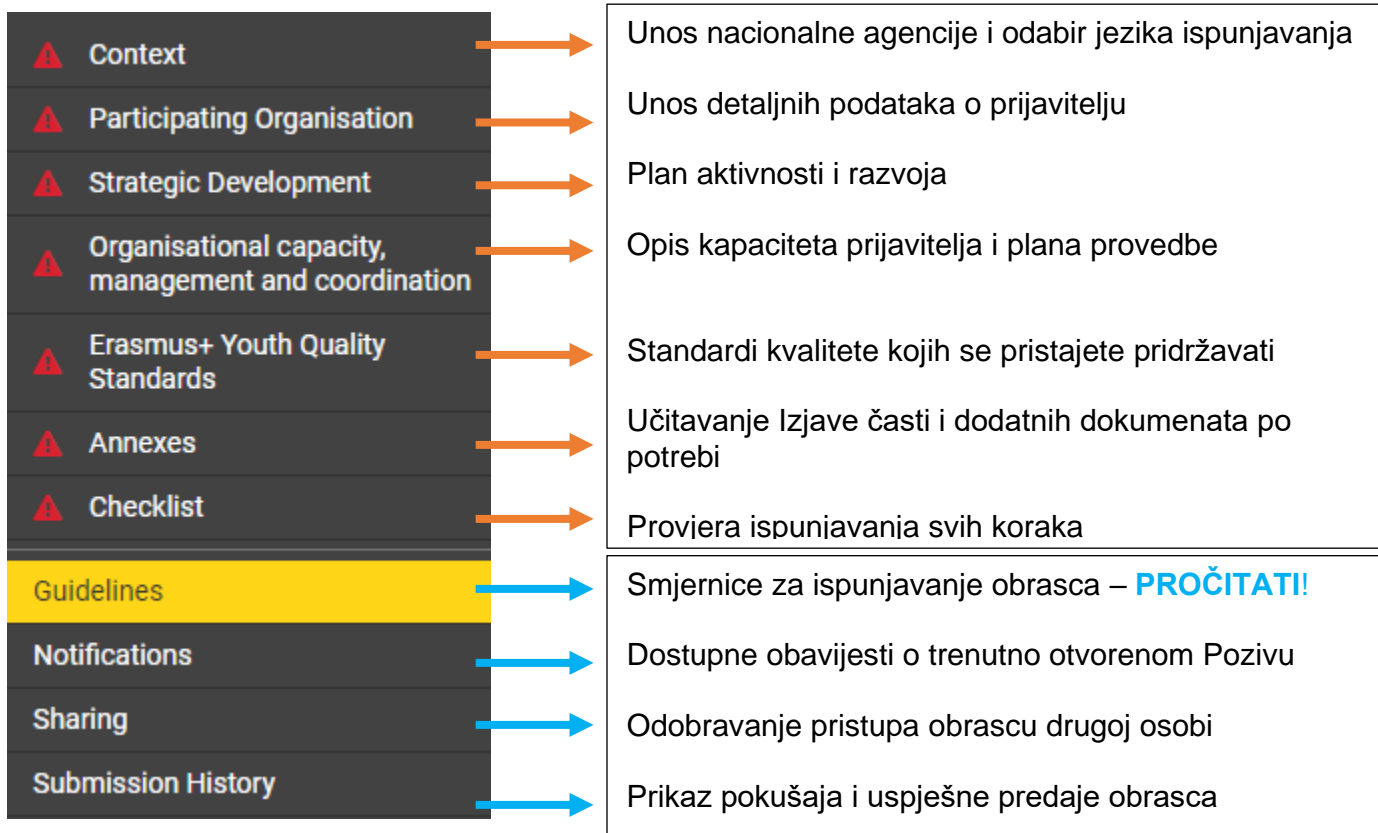 Context
Unos nacionalne agencije i odabir jezika ispunjavanja
Participating Organisation
Unos detaljnih podataka o prijavitelju
Strategic Development
Plan aktivnosti i razvoja
Organisational capacity,
management and coordination
Opis kapaciteta prijavitelja i plana provedbe
Erasmus+ Youth Quality
Standards
Standardi kvalitete kojih se pristajete pridržavati
Annexes
Učitavanje Izjave časti i dodatnih dokumenata po
potrebi
Checklist
Provjera ispunjavanja svih koraka
Guidelines
Smjernice za ispunjavanje obrasca – PROČITATI!
Notifications
Dostupne obavijesti o trenutno otvorenom Pozivu
Sharing
Odobravanje pristupa obrascu drugoj osobi
Submission History
Prikaz pokušaja i uspješne predaje obrasca